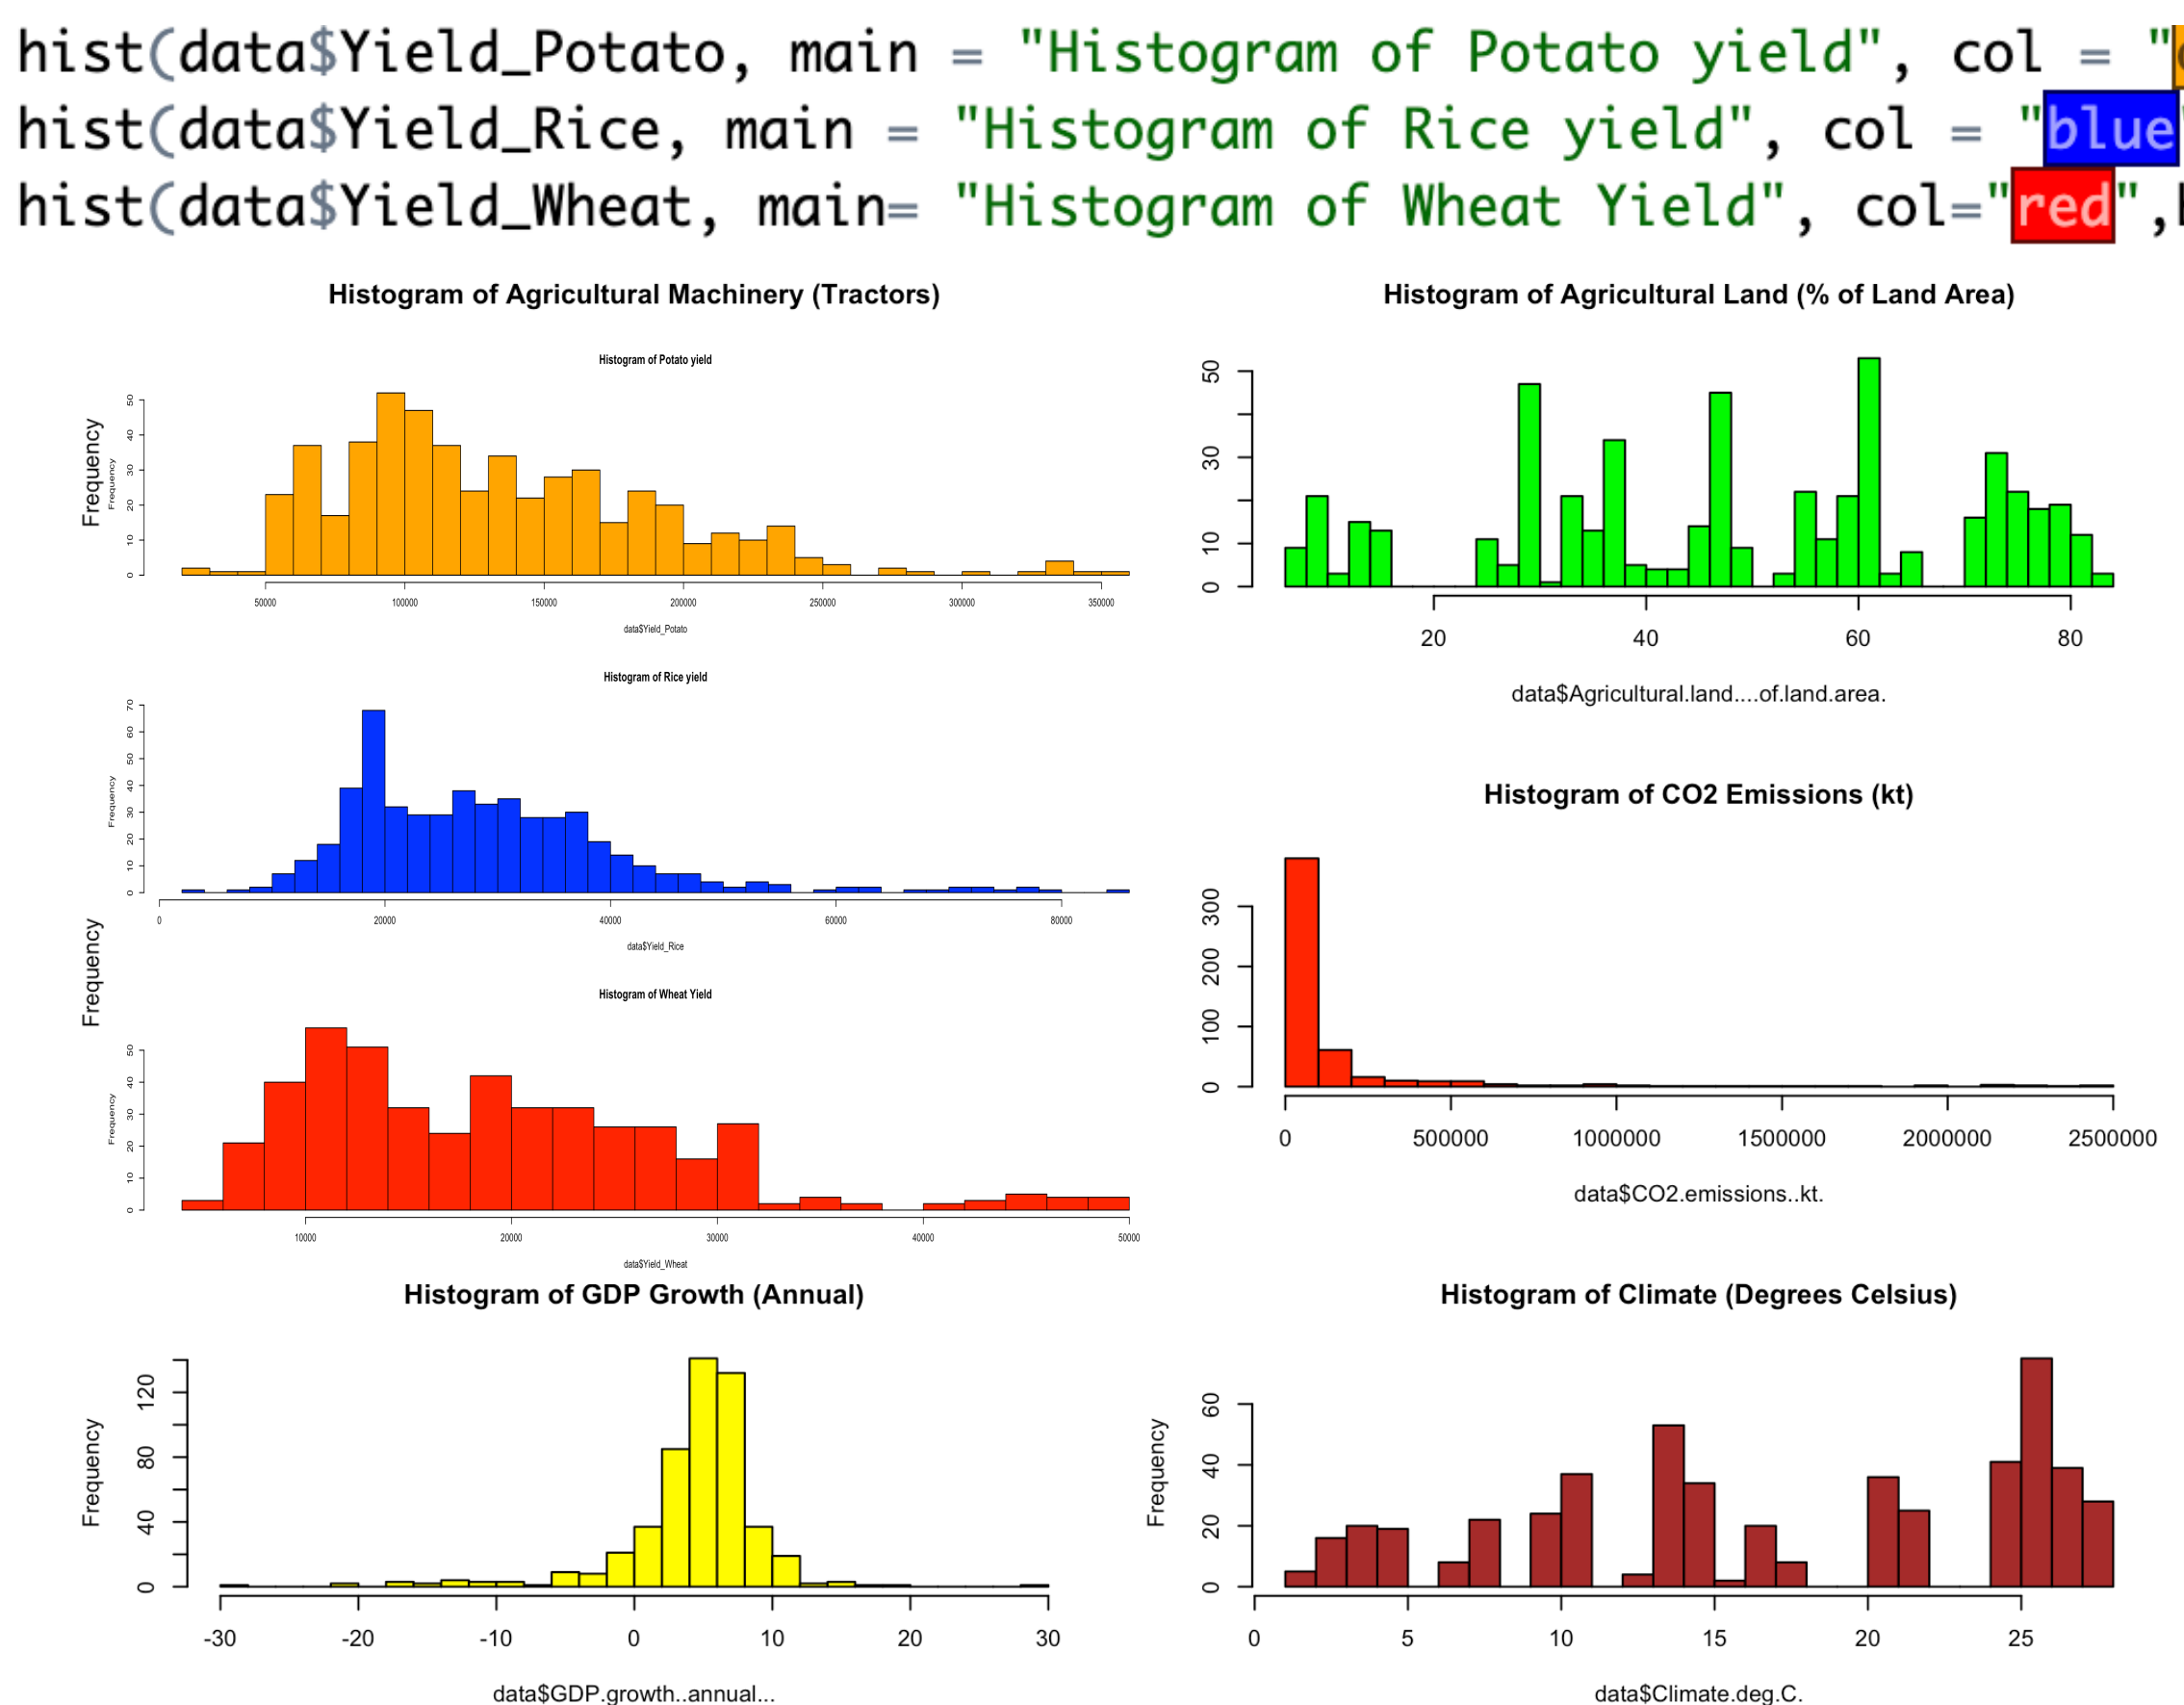 hist(data$Yield_Potato, main = "Histogram of Potato yield", col = "
hist(data$Yield_Rice, main = "Histogram of Rice yield", col = "blue"
hist(data$Yield_Wheat, main= "Histogram of Wheat Yield", col="red",
Histogram of Agricultural Machinery (Tractors)
Histogram of Potato yield
Frequency
Frequency
0 10 20 30 40 50
50000 100000 150000 200000 250000 300000 350000
data$Yield_Potato
Histogram of Rice yield
Frequency
0 10 20 30 40 50 60 70
0 20000 40000 60000 80000
data$Yield_Rice
Frequency
Histogram of Wheat Yield
Frequency
0 10 20 30 40 50
10000 20000 30000 40000 50000
data$Yield_Wheat
Histogram of Agricultural Land (% of Land Area)
0 10 30 50
20 40 60 80
data$Agricultural.land....of.land.area.
Histogram of CO2 Emissions (kt)
0 100 200 300
0 500000 1000000 1500000 2000000 2500000
data$CO2.emissions..kt.
Histogram of GDP Growth (Annual)
Frequency
0 40 80 120
-30 -20 -10 0 10 20 30
data$GDP.growth..annual...
Histogram of Climate (Degrees Celsius)
Frequency
0 20 40 60
0 5 10 15 20 25
data$Climate.deg.C.